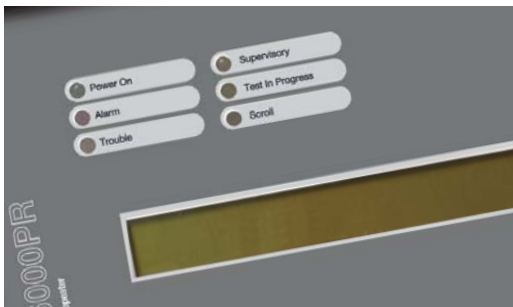 Power On
Alarm
Trouble
Supervisory
Test In Progress
Scroll
000PR